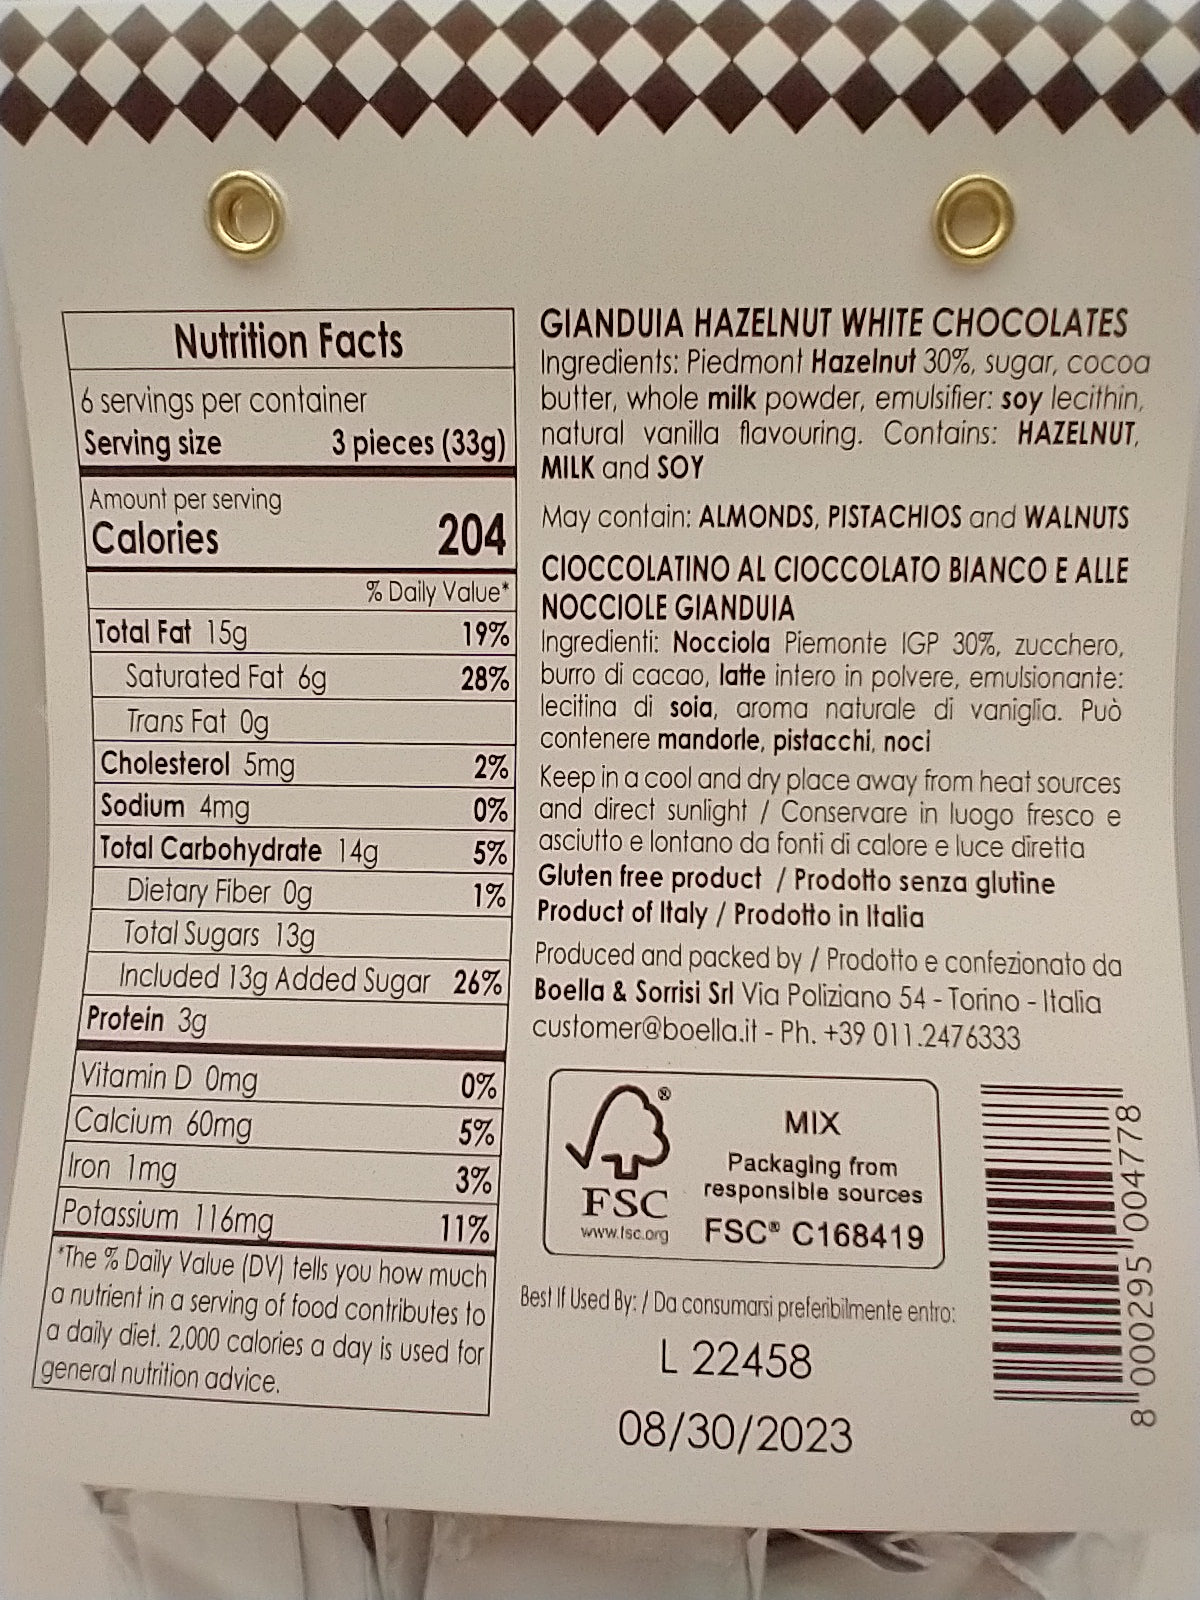 Nutrition Facts
6 servings per container
Serving size 3 pieces (33g)
Amount per serving
Calories 204
% Daily Value*
Total Fat 15g 19%
Saturated Fat 6g 28%
Trans Fat 0g
Cholesterol 5mg 2%
Sodium 4mg 0%
Total Carbohydrate 14g 5%
Dietary Fiber 0g 1%
Total Sugars 13g
Included 13g Added Sugar 26%
Protein 3g
Vitamin D 0mg 0%
Calcium 60mg 5%
Iron 1mg 3%
Potassium 116mg 11%
*The % Daily Value (DV) tells you how much
a nutrient in a serving of food contributes to
a daily diet. 2,000 calories a day is used for
general nutrition advice.
GIANDUIA HAZELNUT WHITE CHOCOLATES
Ingredients: Piedmont Hazelnut 30%, sugar, cocoa
butter, whole milk powder, emulsifier: soy lecithin,
natural vanilla flavouring. Contains: HAZELNUT,
MILK and SOY
May contain: ALMONDS, PISTACHIOS and WALNUTS
CIOCCOLATINO AL CIOCCOLATO BIANCO E ALLE
NOCCIOLE GIANDUIA
Ingredienti: Nocciola Piemonte IGP 30%, zucchero,
burro di cacao, latte intero in polvere, emulsionante:
lecitina di soia, aroma naturale di vaniglia. Può
contenere mandorle, pistacchi, noci
Keep in a cool and dry place away from heat sources
and direct sunlight / Conservare in luogo fresco e
asciutto e lontano da fonti di calore e luce diretta
Gluten free product / Prodotto senza glutine
Product of Italy / Prodotto in Italia
Produced and packed by / Prodotto e confezionato da
Boella & Sorrisi Srl Via Poliziano 54 - Torino - Italia
customer@boella.it - Ph. +39 011.2476333
FSC
www.fsc.org
MIX
Packaging from
responsible sources
FSC® C168419
Best If Used By: / Da consumarsi preferibilmente entro:
L 22458
08/30/2023
8 000295 004778